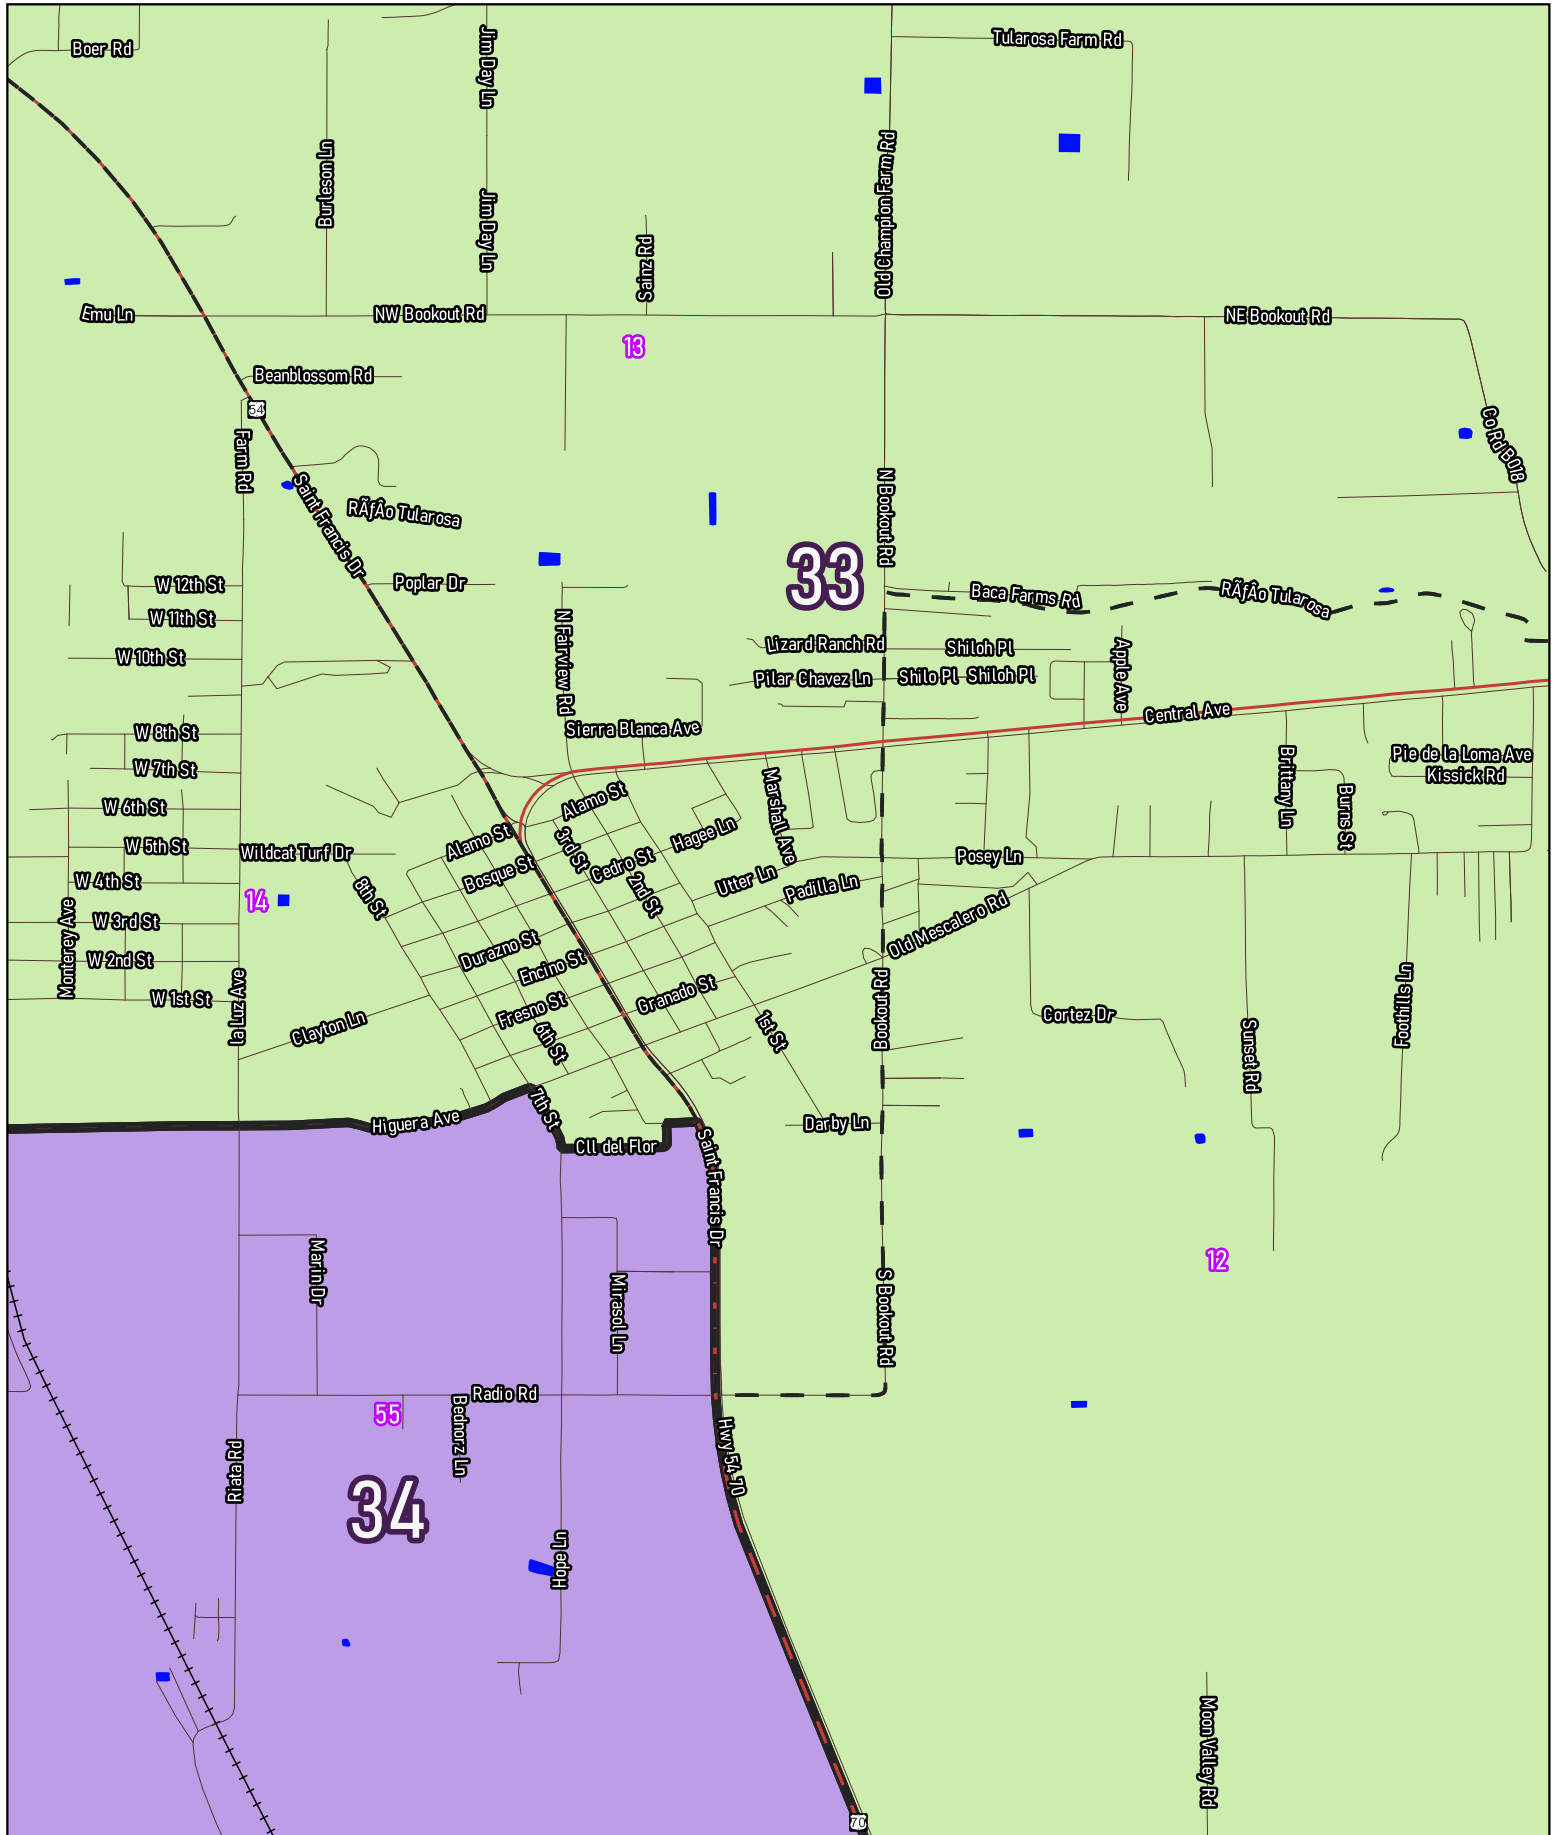 Boer Rd
Jim Day Ln
Tularosa Farm Rd
Burleson Ln
Jim Day Ln
Sainz Rd
Old Champion Farm Rd
Emu Ln
NW Bookout Rd
NE Bookout Rd
13
Beanblossom Rd
54
Farm Rd
Co Rd B018
Saint Francis Dr
RÃƒÂo Tularosa
N Bookout Rd
33
W 12th St
Poplar Dr
Baca Farms Rd
RÃƒÂo Tularosa
W 11th St
N Fairview Rd
Lizard Ranch Rd
Shiloh Pl
Apple Ave
W 10th St
Pilar Chavez Ln
Shilo Pl
Shiloh Pl
Central Ave
W 8th St
Sierra Blanca Ave
Pie de la Loma Ave
W 7th St
Kissick Rd
Brittany Ln
Burns St
W 6th St
Alamo St
Marshall Ave
Hagee Ln
W 5th St
Wildcat Turf Dr
Alamo St
3rd St
Cedro St
Posey Ln
W 4th St
8th St
Bosque St
2nd St
Utter Ln
Padilla Ln
14
Monterey Ave
W 3rd St
Durazno St
Old Mescalero Rd
W 2nd St
Encino St
W 1st St
la Luz Ave
Clayton Ln
Fresno St
Granado St
6th St
1st St
Bookout Rd
Cortez Dr
Sunset Rd
Foothills Ln
Higuera Ave
7th St
Cll del Flor
Darby Ln
Saint Francis Dr
12
Marin Dr
Mirasol Ln
S Bookout Rd
Radio Rd
55
Bednorz Ln
Riata Rd
Hwy 54 70
34
Hope Ln
Moon Valley Rd
70